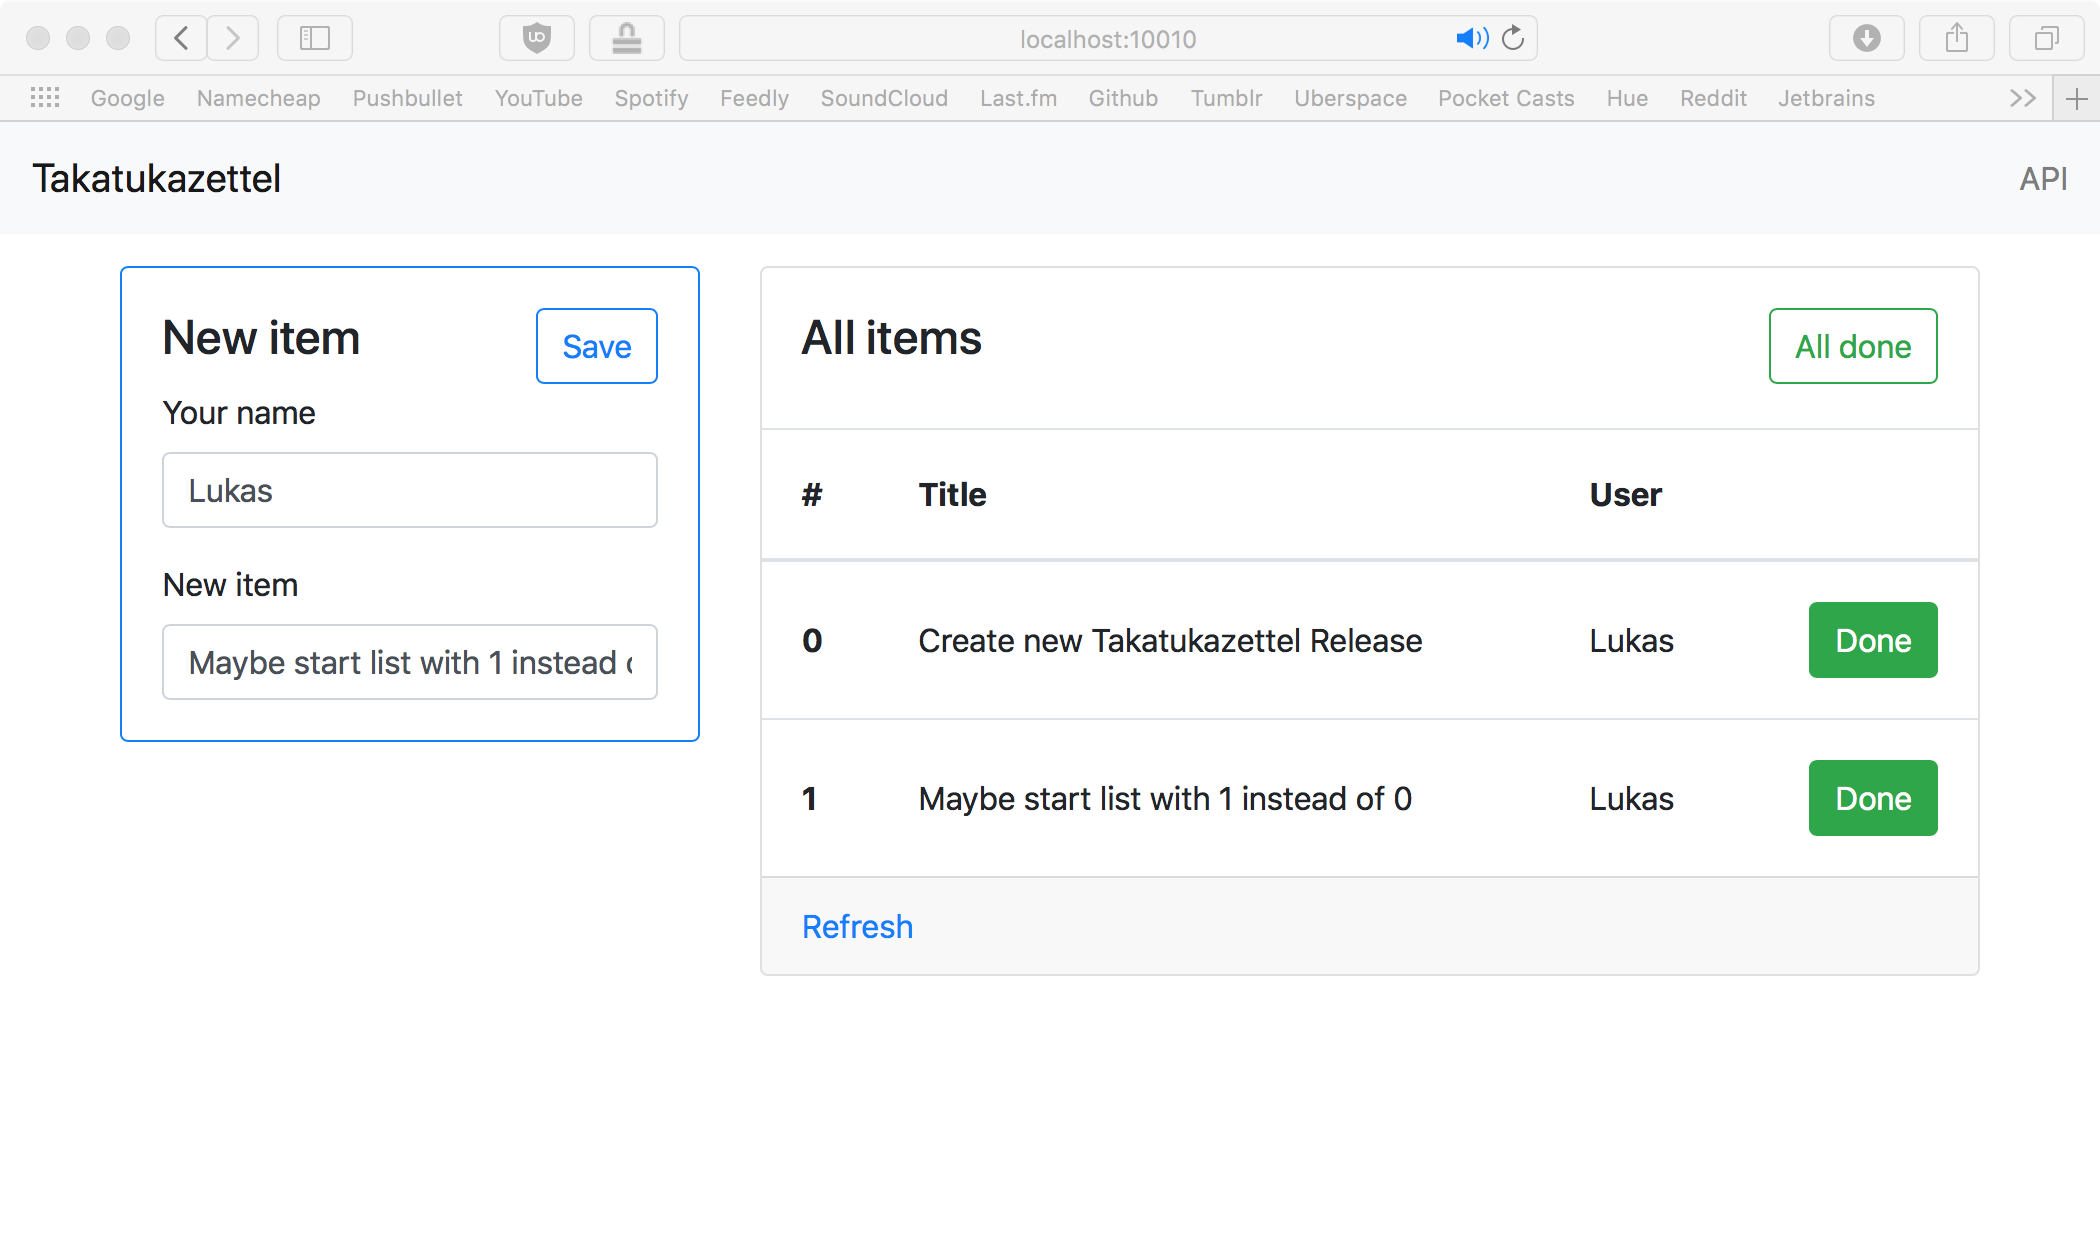 localhost:10010
Google Namecheap Pushbullet YouTube Spotify Feedly SoundCloud Last.fm Github Tumblr Uberspace Pocket Casts Hue Reddit Jetbrains
Takatukazettel API
New item Save
Your name
Lukas
New item
Maybe start list with 1 instead
All items All done
# Title User
0 Create new Takatukazettel Release Lukas Done
1 Maybe start list with 1 instead of 0 Lukas Done
Refresh